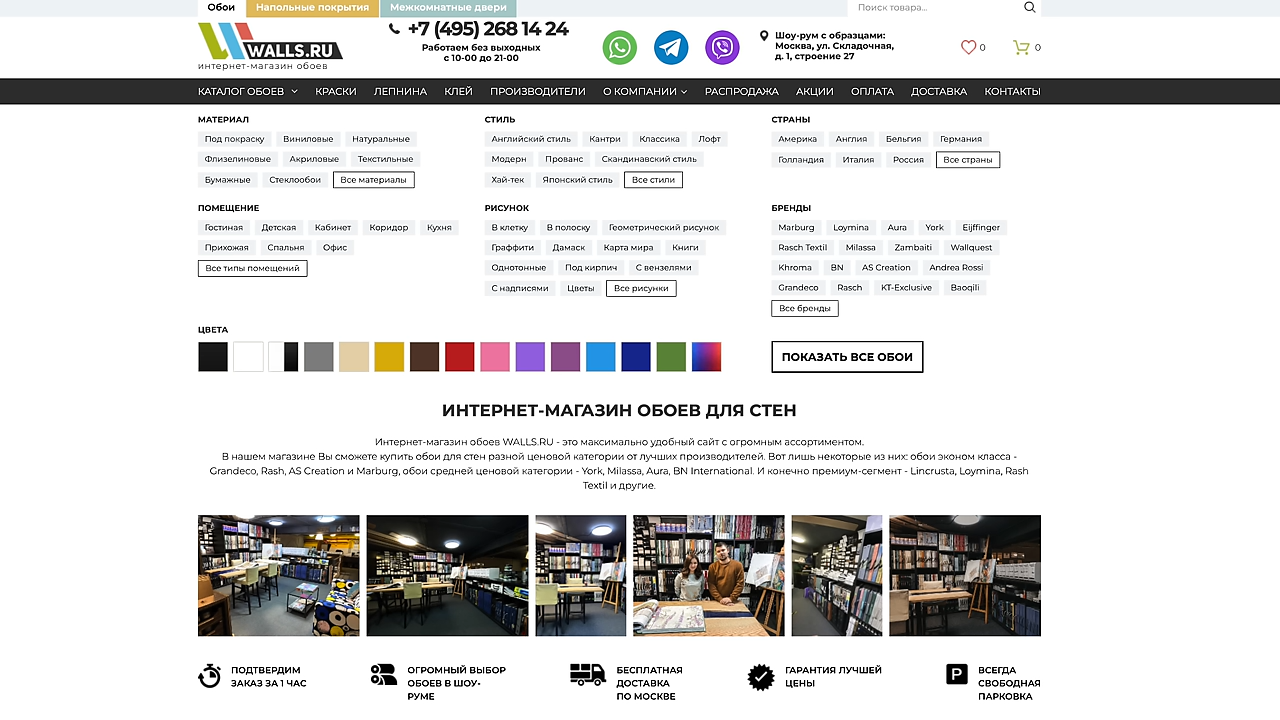 Обои Напольные покрытия Межкомнатные двери Поиск товара...
WALLS.RU
интернет-магазин обоев
+7 (495) 268 14 24
Работаем без выходных
с 10-00 до 21-00
Шоу-рум с образцами:
Москва, ул. Складочная,
д. 1, строение 27
0 0
КАТАЛОГ ОБОЕВ КРАСКИ ЛЕПНИНА КЛЕЙ ПРОИЗВОДИТЕЛИ О КОМПАНИИ РАСПРОДАЖА АКЦИИ ОПЛАТА ДОСТАВКА КОНТАКТЫ
МАТЕРИАЛ
Под покраску Виниловые Натуральные
Флизелиновые Акриловые Текстильные
Бумажные Стеклообои Все материалы
СТИЛЬ
Английский стиль Кантри Классика Лофт
Модерн Прованс Скандинавский стиль
Хай-тек Японский стиль Все стили
СТРАНЫ
Америка Англия Бельгия Германия
Голландия Италия Россия Все страны
ПОМЕЩЕНИЕ
Гостиная Детская Кабинет Коридор Кухня
Прихожая Спальня Офис
Все типы помещений
РИСУНОК
В клетку В полоску Геометрический рисунок
Граффити Дамаск Карта мира Книги
Однотонные Под кирпич С вензелями
С надписями Цветы Все рисунки
БРЕНДЫ
Marburg Loymina Aura York Eijffinger
Rasch Textil Milassa Zambaiti Wallquest
Khroma BN AS Creation Andrea Rossi
Grandeco Rasch KT-Exclusive Baoqili
Все бренды
ЦВЕТА
ПОКАЗАТЬ ВСЕ ОБОИ
ИНТЕРНЕТ-МАГАЗИН ОБОЕВ ДЛЯ СТЕН
Интернет-магазин обоев WALLS.RU - это максимально удобный сайт с огромным ассортиментом.
В нашем магазине Вы сможете купить обои для стен разной ценовой категории от лучших производителей. Вот лишь некоторые из них: обои эконом класса -
Grandeco, Rash, AS Creation и Marburg, обои средней ценовой категории - York, Milassa, Aura, BN International. И конечно премиум-сегмент - Lincrusta, Loymina, Rash
Textil и другие.
ПОДТВЕРДИМ
ЗАКАЗ ЗА 1 ЧАС
ОГРОМНЫЙ ВЫБОР
ОБОЕВ В ШОУ-
РУМЕ
БЕСПЛАТНАЯ
ДОСТАВКА
ПО МОСКВЕ
ГАРАНТИЯ ЛУЧШЕЙ
ЦЕНЫ
P
ВСЕГДА
СВОБОДНАЯ
ПАРКОВКА